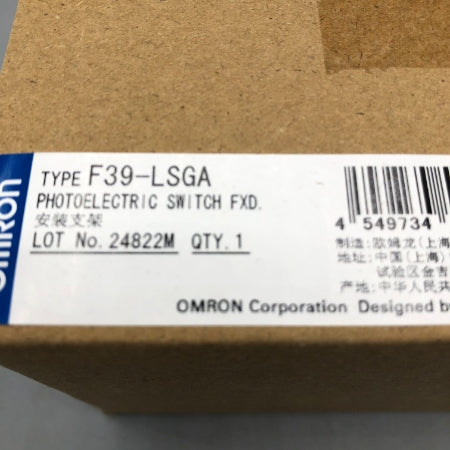 omron
TYPE F39-LSGA
PHOTOELECTRIC SWITCH FXD.
安装支架
LOT No. 24822M QTY. 1
4 549734
制造: 欧姆龙(上海
地址: 中国(上海)
试验区金吉
产地: 中华人民共
OMRON Corporation Designed by